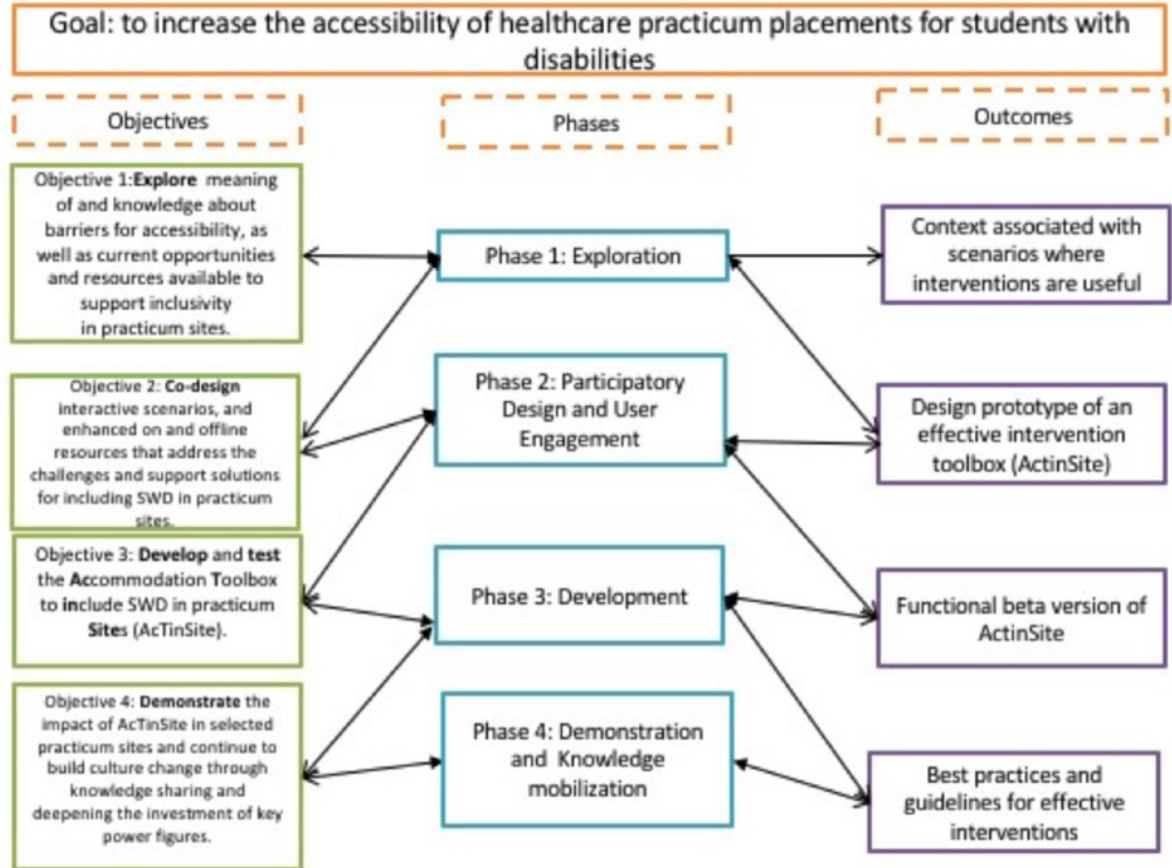 Goal: to increase the accessibility of healthcare practicum placements for students with
disabilities
Objectives
Phases
Outcomes
Objective 1:Explore meaning
of and knowledge about
barriers for accessibility, as
well as current opportunities
and resources available to
support inclusivity
in practicum sites.
Objective 2: Co-design
interactive scenarios, and
enhanced on and offline
resources that address the
challenges and support solutions
for including SWD in practicum
sites.
Objective 3: Develop and test
the Accommodation Toolbox
to include SWD in practicum
Sites (AcTinSite).
Objective 4: Demonstrate the
impact of AcTinSite in selected
practicum sites and continue to
build culture change through
knowledge sharing and
deepening the investment of key
power figures.
Phase 1: Exploration
Phase 2: Participatory
Design and User
Engagement
Phase 3: Development
Phase 4: Demonstration
and Knowledge
mobilization
Context associated with
scenarios where
interventions are useful
Design prototype of an
effective intervention
toolbox (ActinSite)
Functional beta version of
ActinSite
Best practices and
guidelines for effective
interventions